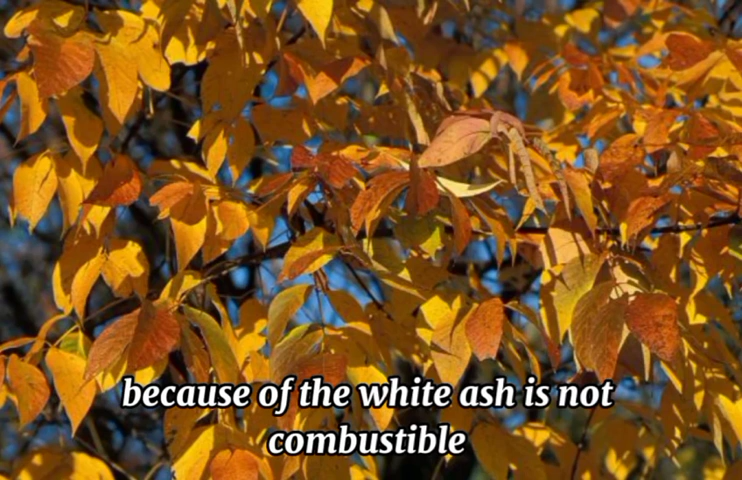 because of the white ash is not
combustible